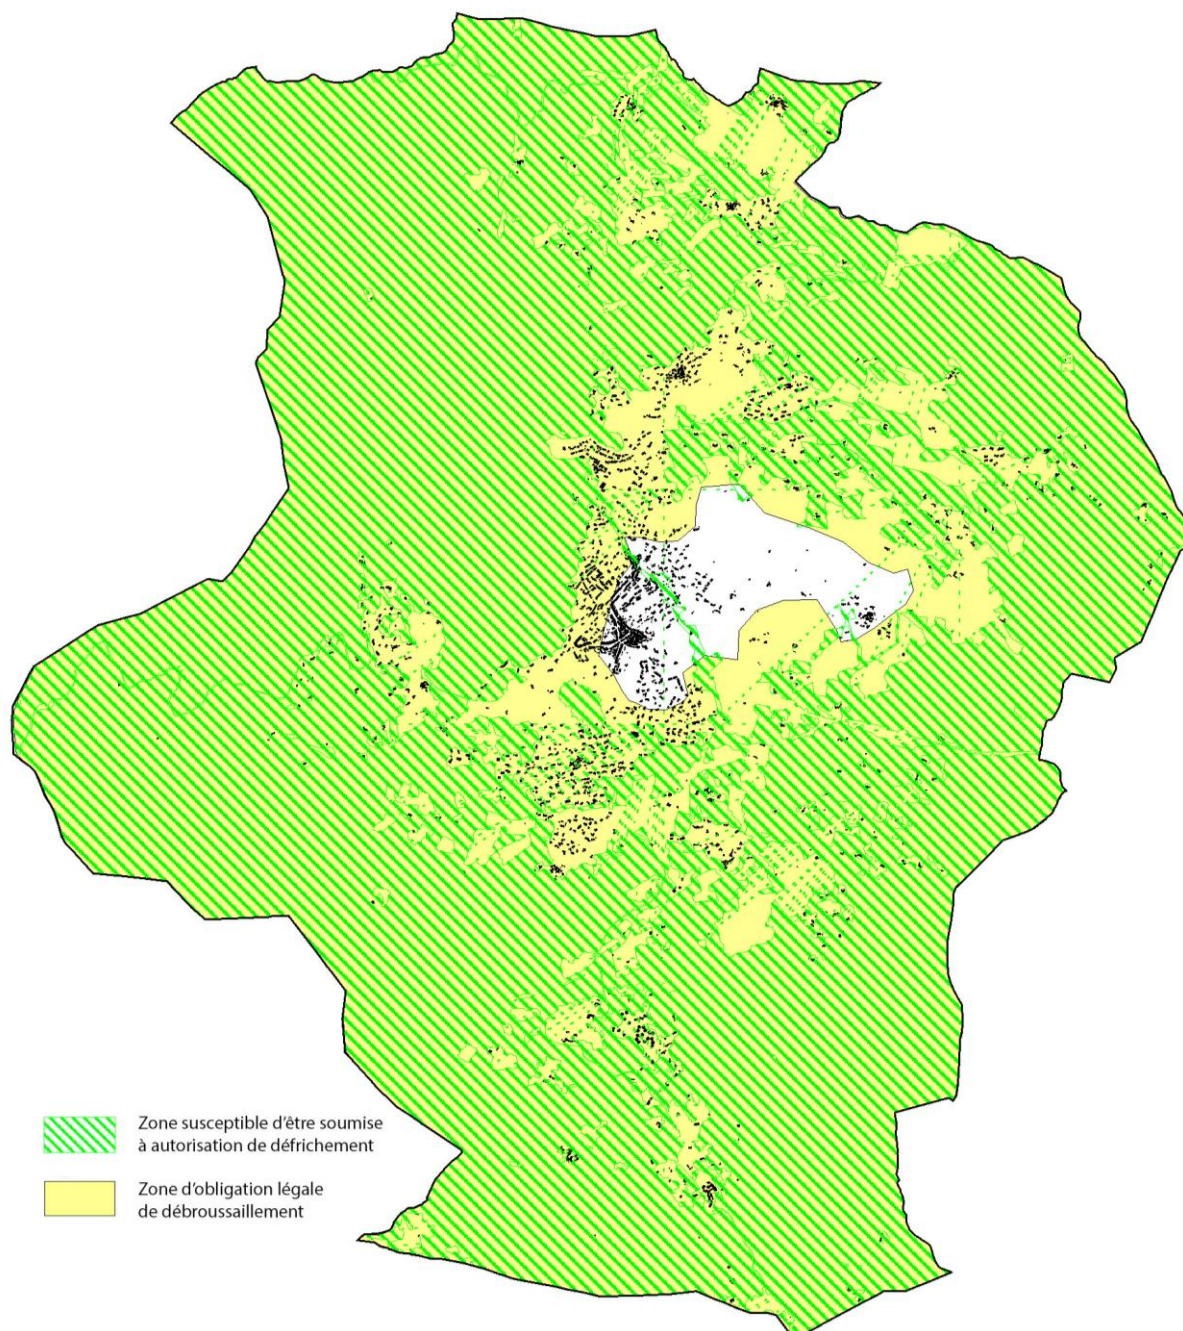 Zone susceptible d'être soumise
à autorisation de défrichement
Zone d'obligation légale
de débroussaillement